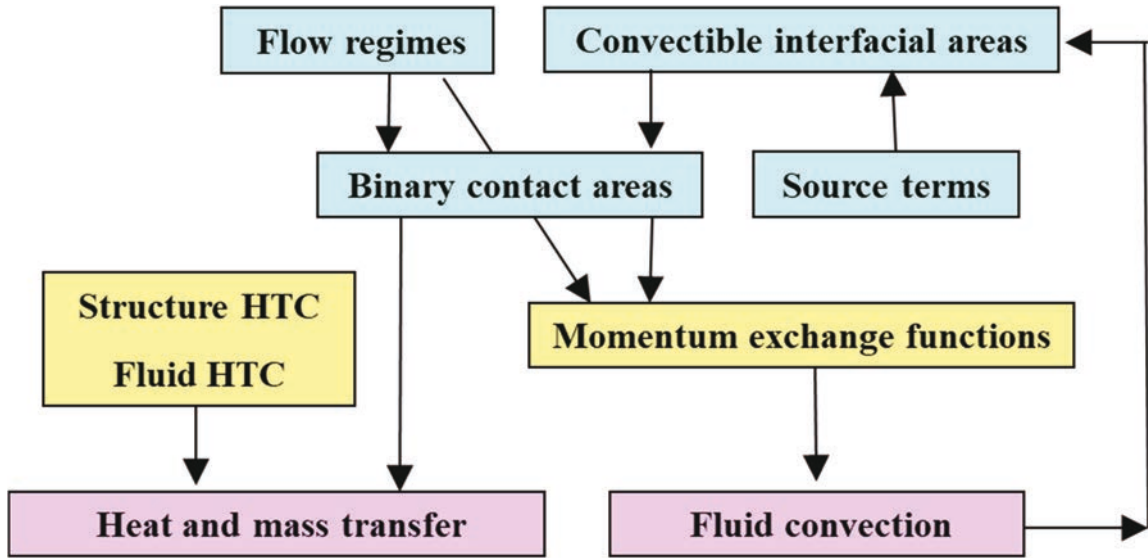 Flow regimes
Convectible interfacial areas
Binary contact areas
Source terms
Structure HTC
Fluid HTC
Momentum exchange functions
Heat and mass transfer
Fluid convection